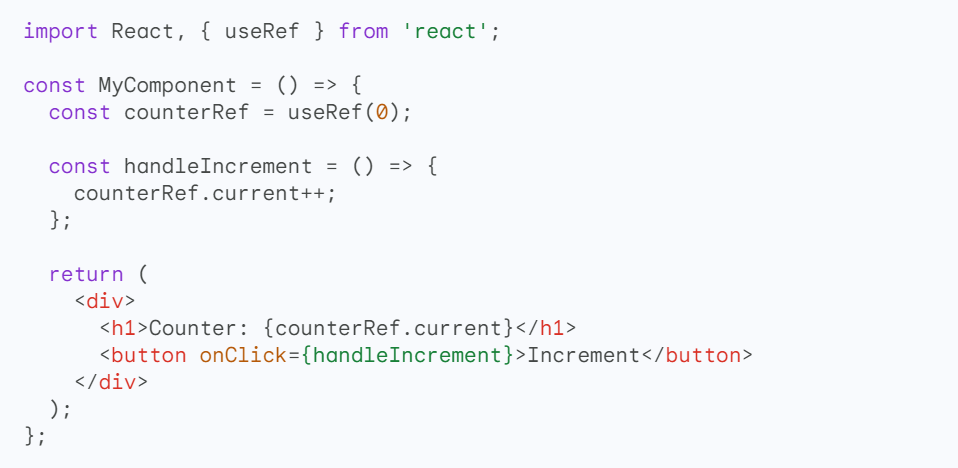 import React, { useRef } from 'react';

const MyComponent = () => {
  const counterRef = useRef(0);

  const handleIncrement = () => {
    counterRef.current++;
  };

  return (
    <div>
      <h1>Counter: {counterRef.current}</h1>
      <button onClick={handleIncrement}>Increment</button>
    </div>
  );
};